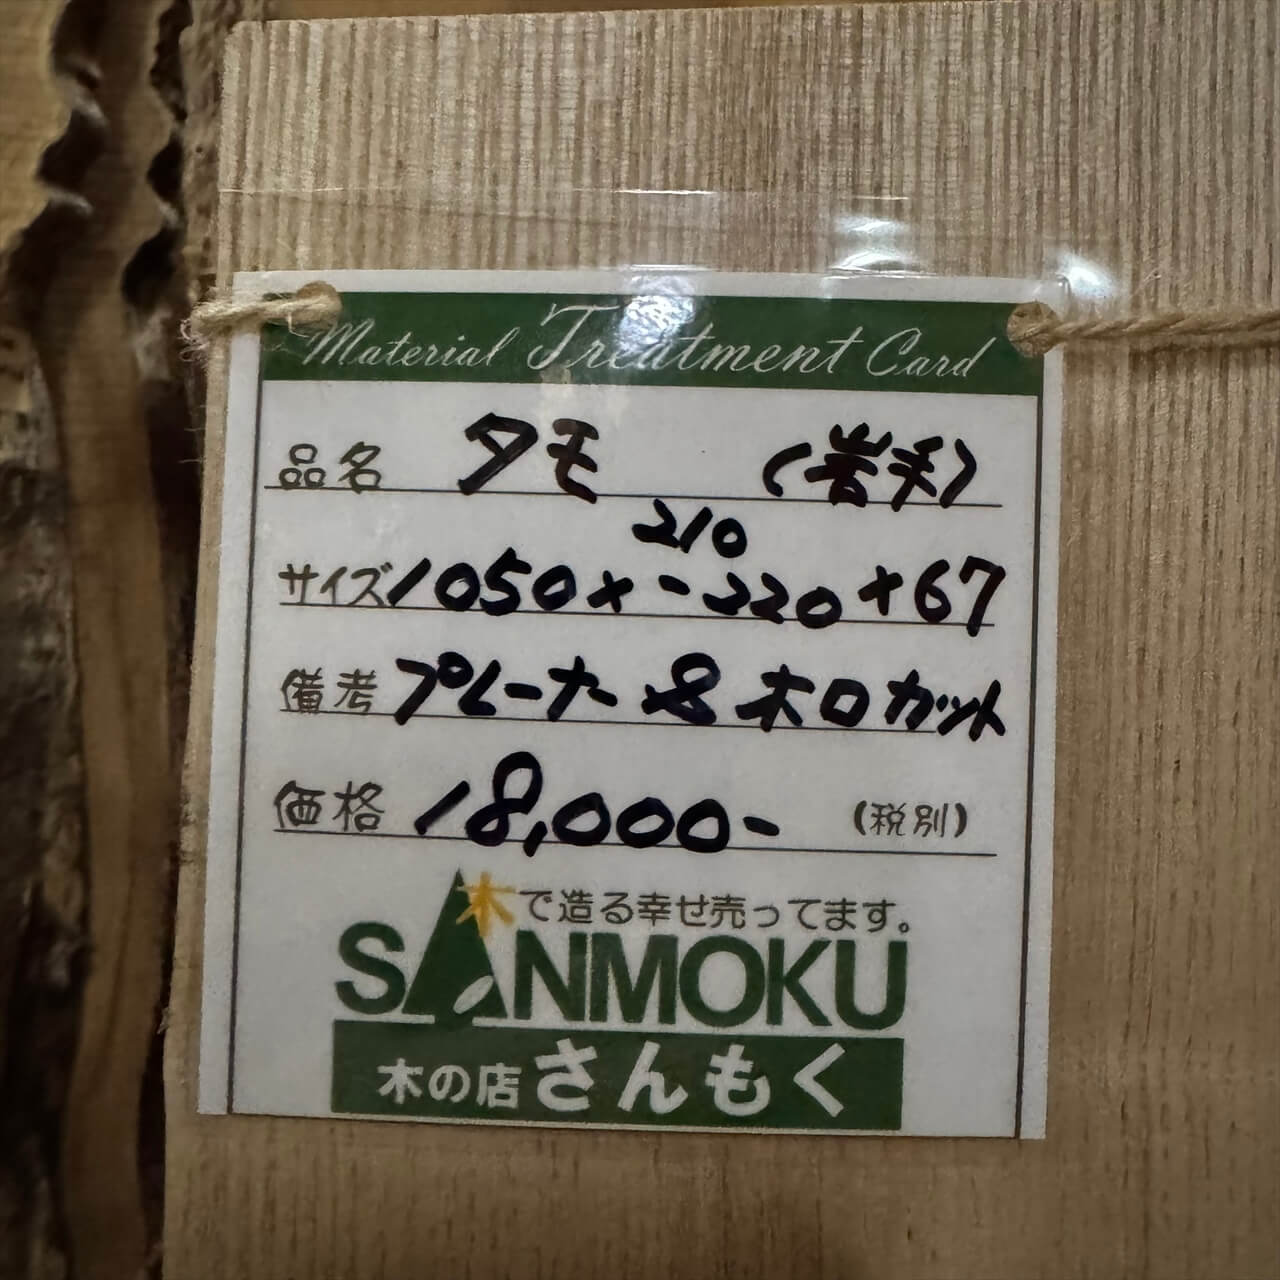 Material Treatment Card
品名 タモ (岩手)
210
サイズ 1050×-220×67
備考 プレーナー & 木口カット
価格 18,000- (税別)
木で造る幸せ売ってます。
SANMOKU
木の店 さんもく